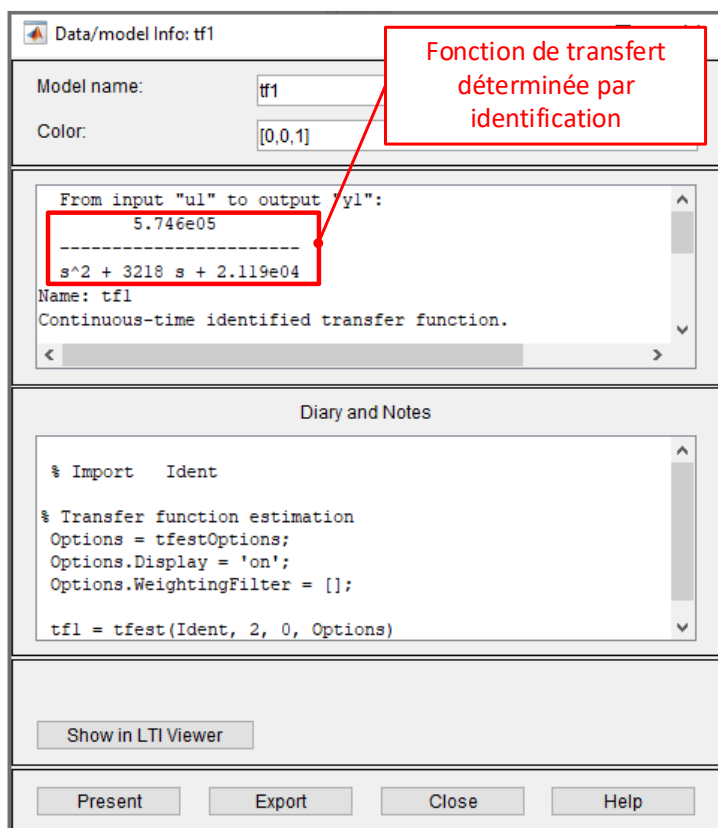 Data/model Info: tf1
Fonction de transfert
déterminée par
identification
Model name:
tf1
Color:
[0,0,1]
From input "u1" to output "y1":
5.746e05
-----------------------
s^2 + 3218 s + 2.119e04
Name: tf1
Continuous-time identified transfer function.
Diary and Notes
% Import   Ident
% Transfer function estimation
Options = tfestOptions;
Options.Display = 'on';
Options.WeightingFilter = [];
tf1 = tfest(Ident, 2, 0, Options)
Show in LTI Viewer
Present
Export
Close
Help